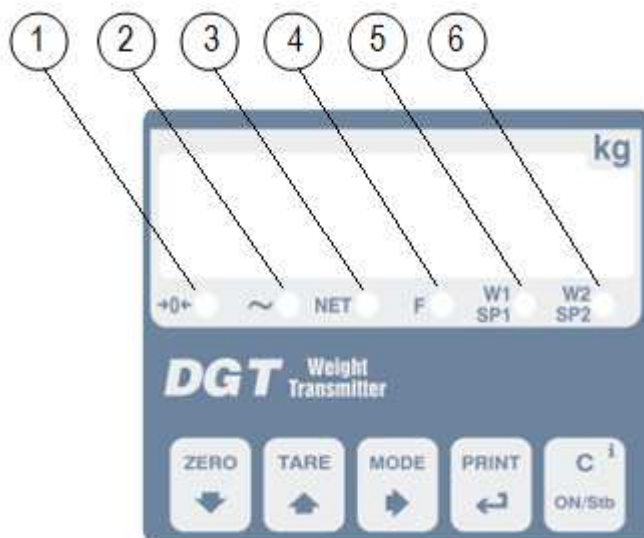 1 2 3 4 5 6
kg
→0← ~ NET F W1 SP1 W2 SP2
DGT Weight Transmitter
ZERO TARE MODE PRINT C i
ON/Stb